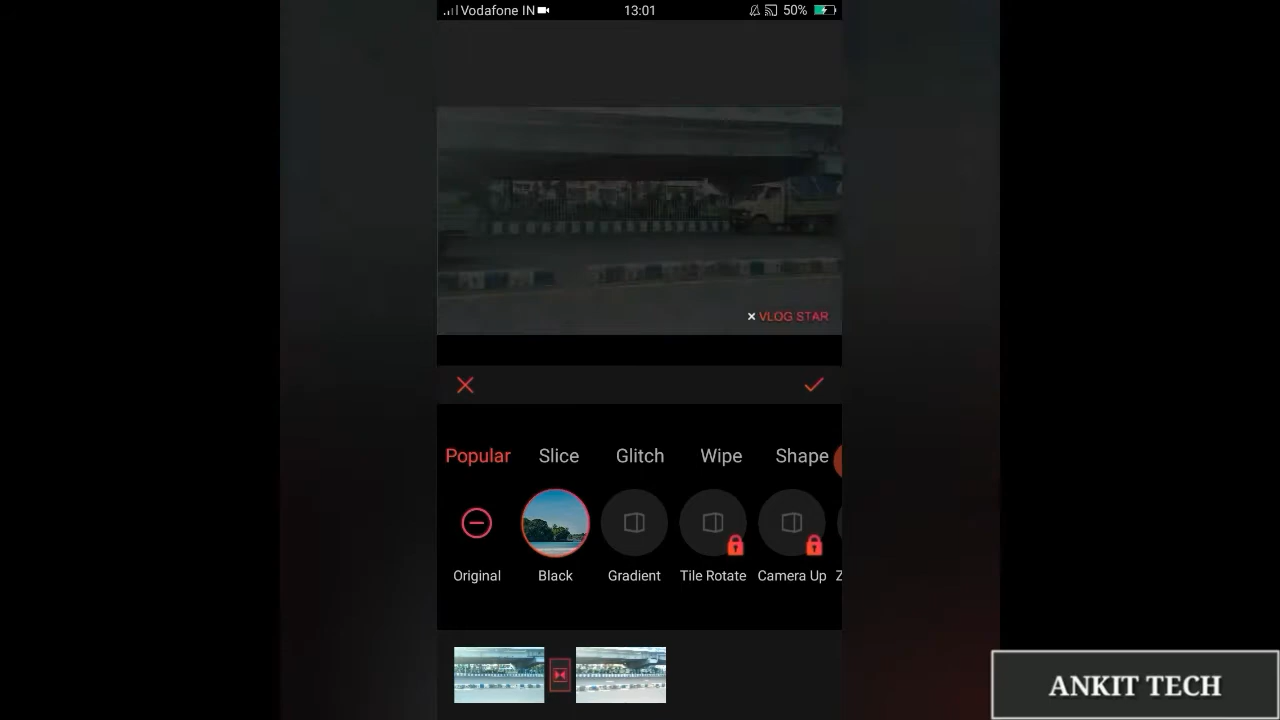 Vodafone IN
13:01
50%
× VLOG STAR
Popular
Slice
Glitch
Wipe
Shape
Original
Black
Gradient
Tile Rotate
Camera Up
Z
ANKIT TECH